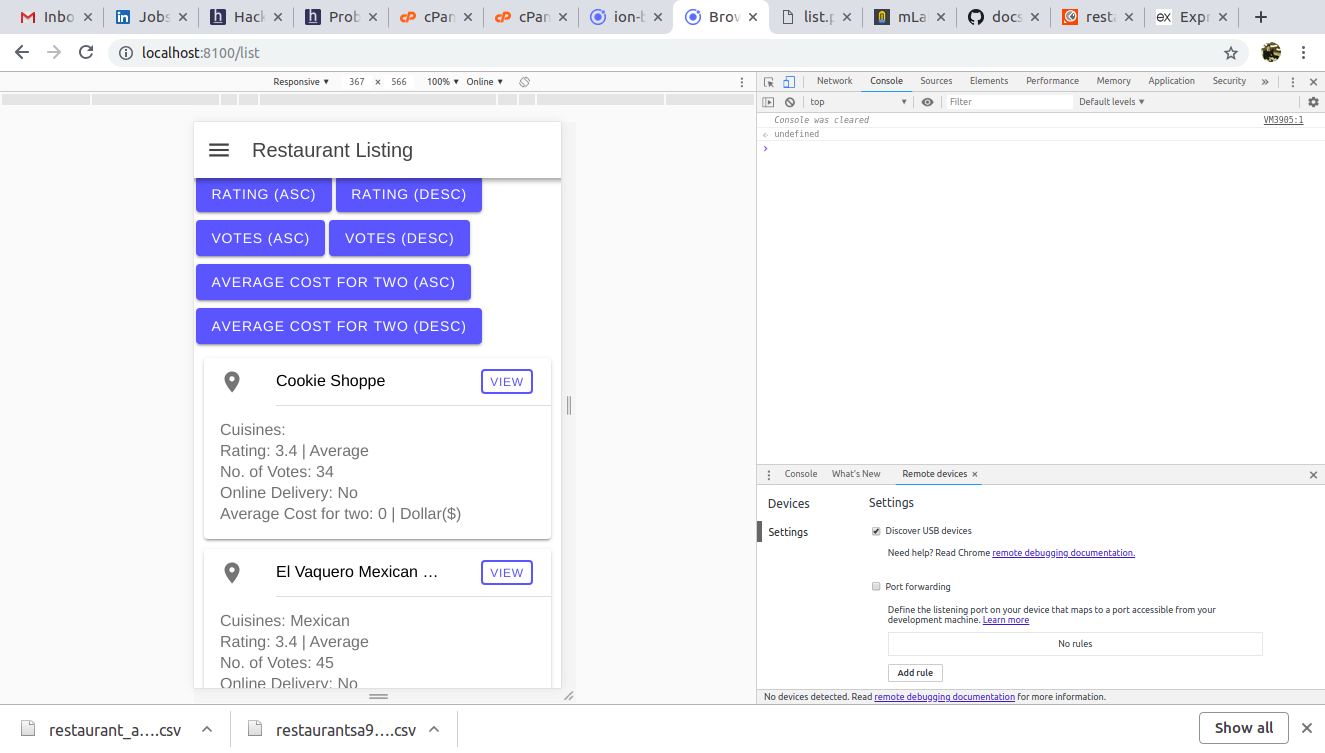 Inbo
Jobs
Hack
Prob
cPan
cPan
ion-b
Brov
list.p
mLa
docs
resta
Expr
localhost:8100/list
Responsive ▼ 367 × 566 100% ▼ Online ▼
Network Console Sources Elements Performance Memory Application Security »
top ▼ Filter Default levels ▼
Console was cleared VM3905:1
undefined
Restaurant Listing
RATING (ASC) RATING (DESC)
VOTES (ASC) VOTES (DESC)
AVERAGE COST FOR TWO (ASC)
AVERAGE COST FOR TWO (DESC)
Cookie Shoppe VIEW
Cuisines:
Rating: 3.4 | Average
No. of Votes: 34
Online Delivery: No
Average Cost for two: 0 | Dollar($)
El Vaquero Mexican … VIEW
Cuisines: Mexican
Rating: 3.4 | Average
No. of Votes: 45
Online Delivery: No
Console What's New Remote devices ×
Devices
Settings
Settings
Discover USB devices
Need help? Read Chrome remote debugging documentation.
Port forwarding
Define the listening port on your device that maps to a port accessible from your
development machine. Learn more
No rules
Add rule
No devices detected. Read remote debugging documentation for more information.
restaurant_a....csv
restaurantsa9....csv
Show all